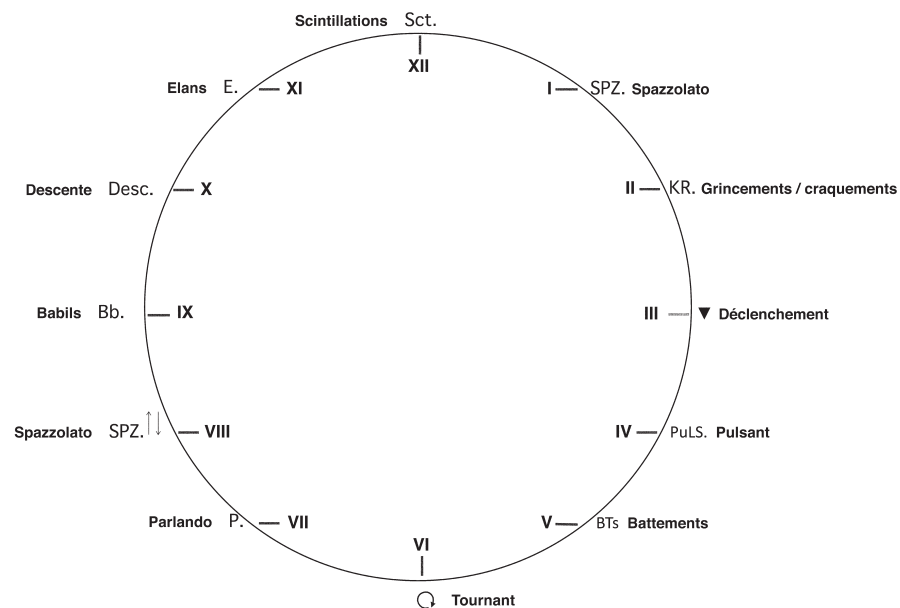 Scintillations Sct.
XII
Elans E. XI
I SPZ. Spazzolato
Descente Desc. X
II KR. Grincements / craquements
Babils Bb. IX
III ▼ Déclenchement
Spazzolato SPZ. ↑↓ VIII
IV PuLS. Pulsant
Parlando P. VII
V BTs Battements
VI
Tournant